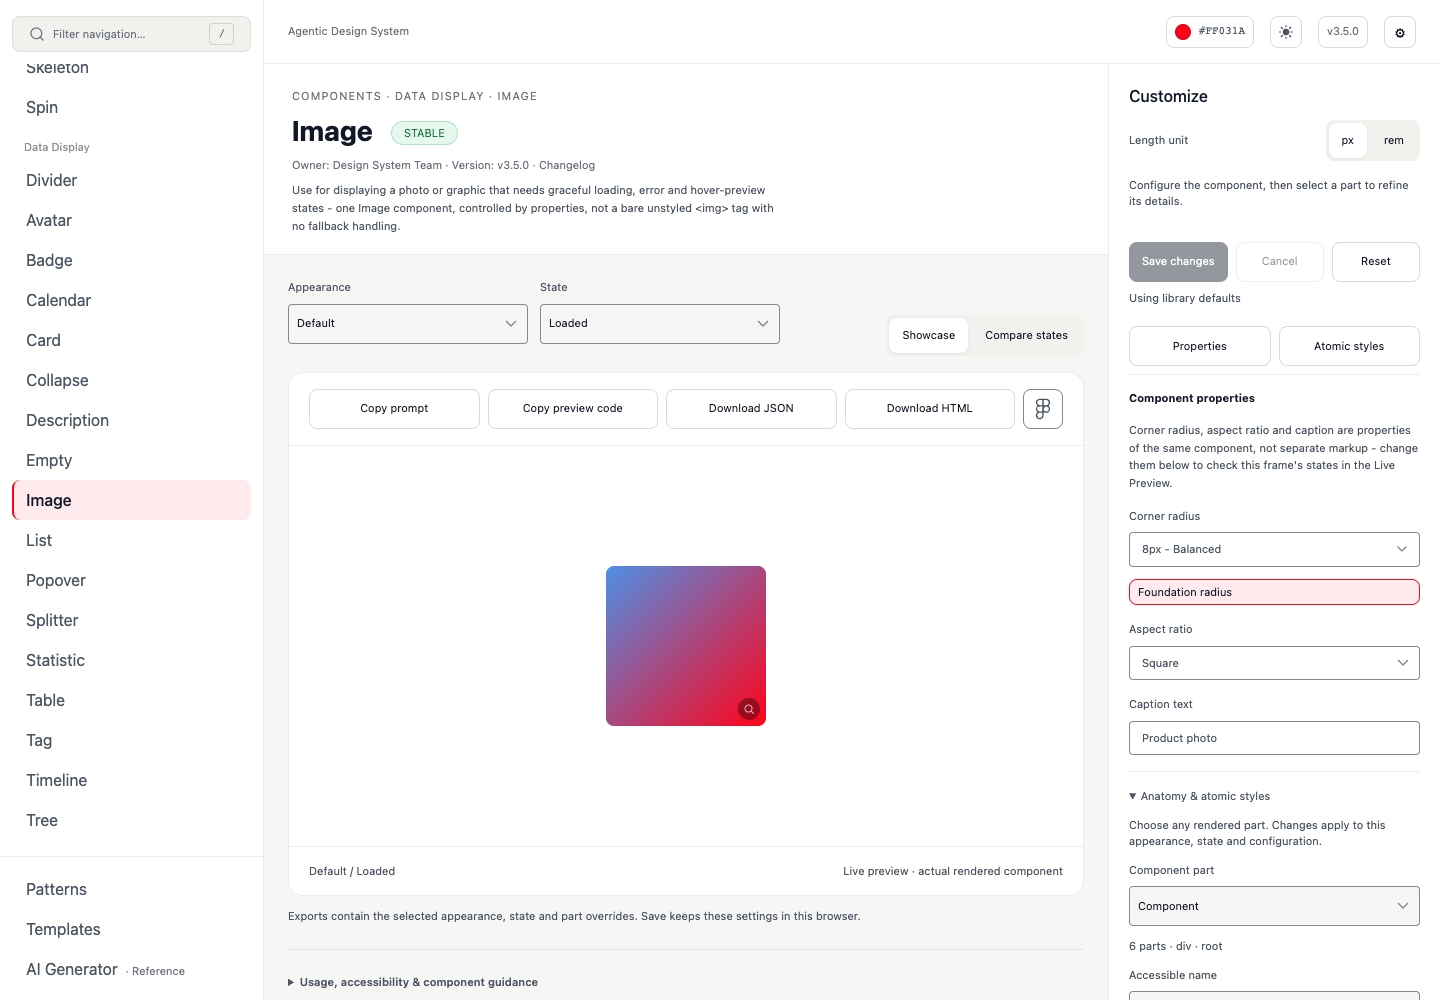 Filter navigation...
/
Skeleton
Spin
Data Display
Divider
Avatar
Badge
Calendar
Card
Collapse
Description
Empty
Image
List
Popover
Splitter
Statistic
Table
Tag
Timeline
Tree
Patterns
Templates
AI Generator · Reference
Agentic Design System
#FF031A
v3.5.0
COMPONENTS · DATA DISPLAY · IMAGE
Image
STABLE
Owner: Design System Team · Version: v3.5.0 · Changelog
Use for displaying a photo or graphic that needs graceful loading, error and hover-preview
states - one Image component, controlled by properties, not a bare unstyled <img> tag with
no fallback handling.
Appearance
State
Default
Loaded
Showcase
Compare states
Copy prompt
Copy preview code
Download JSON
Download HTML
Default / Loaded
Live preview · actual rendered component
Exports contain the selected appearance, state and part overrides. Save keeps these settings in this browser.
Usage, accessibility & component guidance
Customize
Length unit
px
rem
Configure the component, then select a part to refine
its details.
Save changes
Cancel
Reset
Using library defaults
Properties
Atomic styles
Component properties
Corner radius, aspect ratio and caption are properties
of the same component, not separate markup - change
them below to check this frame's states in the Live
Preview.
Corner radius
8px - Balanced
Foundation radius
Aspect ratio
Square
Caption text
Product photo
Anatomy & atomic styles
Choose any rendered part. Changes apply to this
appearance, state and configuration.
Component part
Component
6 parts · div · root
Accessible name